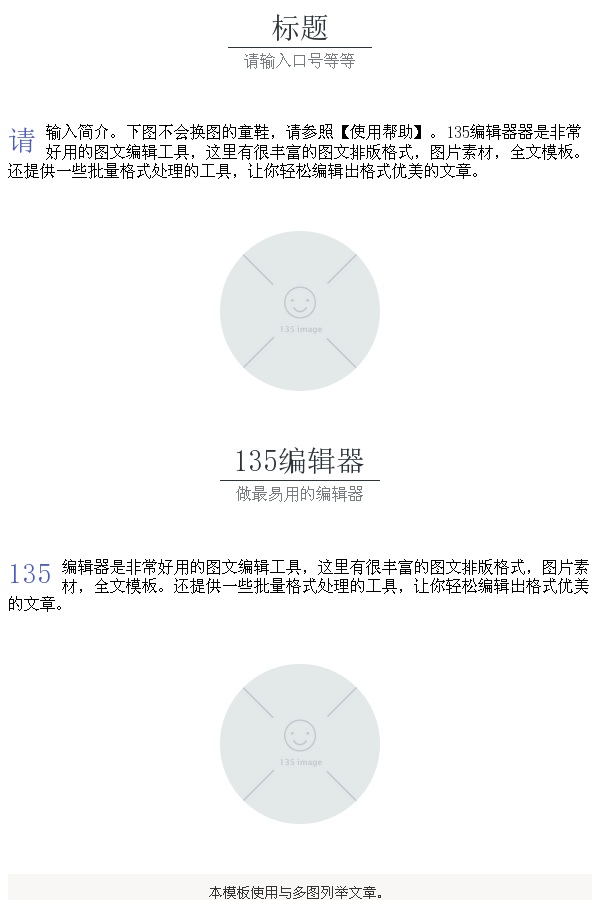 标题
请输入口号等等
请 输入简介。下图不会换图的童鞋，请参照【使用帮助】。135编辑器器是非常
好用的图文编辑工具，这里有很丰富的图文排版格式，图片素材，全文模板。
还提供一些批量格式处理的工具，让你轻松编辑出格式优美的文章。
135 image
135编辑器
做最易用的编辑器
135 编辑器是非常好用的图文编辑工具，这里有很丰富的图文排版格式，图片素
材，全文模板。还提供一些批量格式处理的工具，让你轻松编辑出格式优美
的文章。
135 image
本模板使用与多图列举文章。